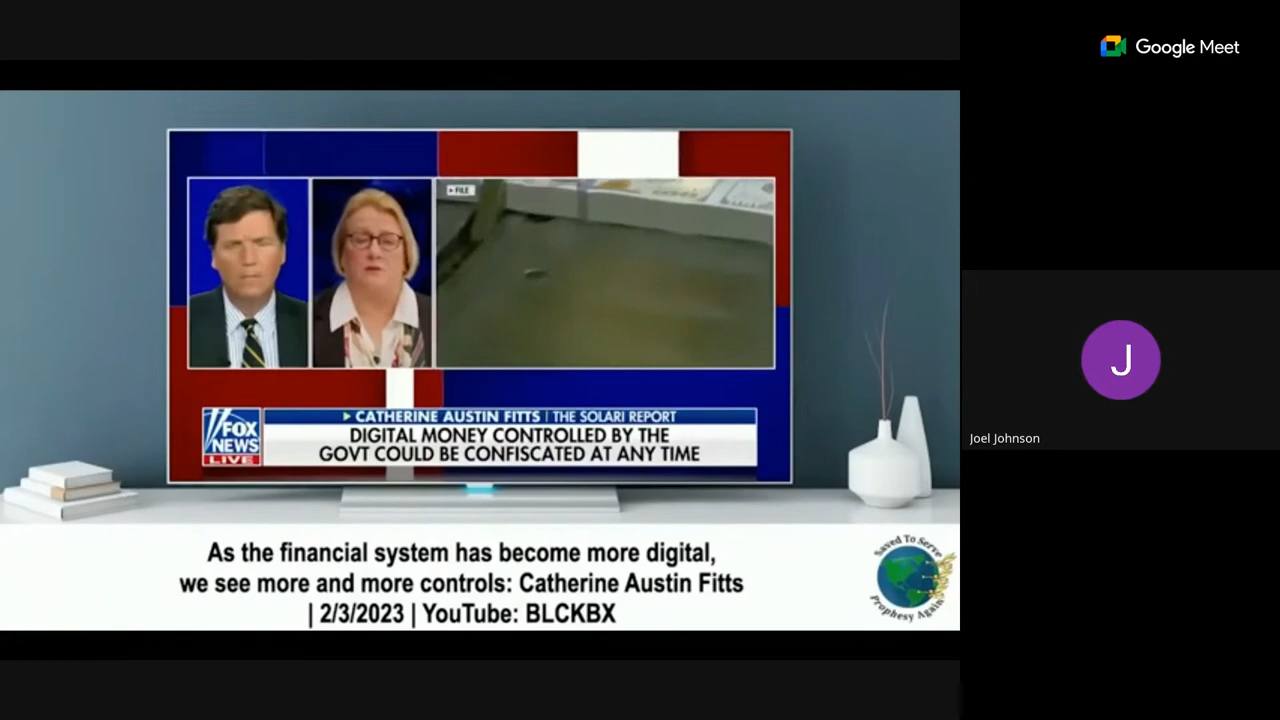 Google Meet
FILE
FOX
NEWS
LIVE
CATHERINE AUSTIN FITTS | THE SOLARI REPORT
DIGITAL MONEY CONTROLLED BY THE
GOVT COULD BE CONFISCATED AT ANY TIME
J
Joel Johnson
As the financial system has become more digital,
we see more and more controls: Catherine Austin Fitts
| 2/3/2023 | YouTube: BLCKBX
Saved To Serve
Prophesy Again